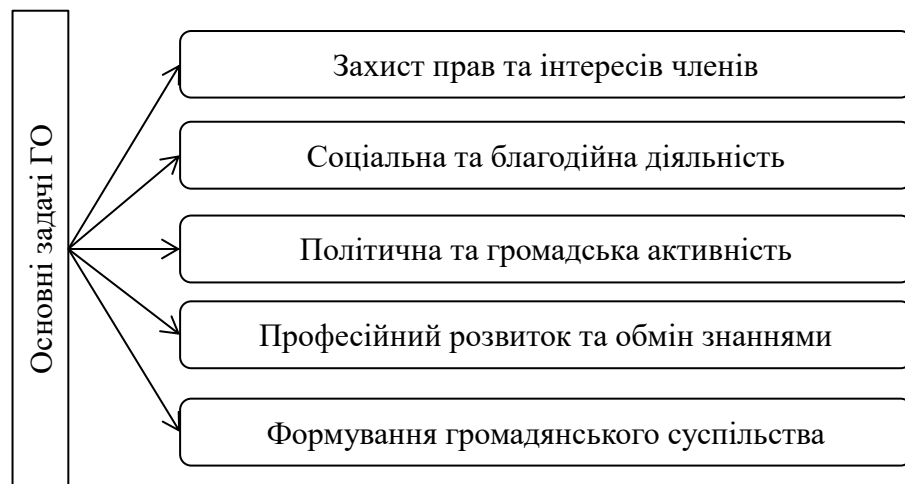 Основні задачі ГО
Захист прав та інтересів членів
Соціальна та благодійна діяльність
Політична та громадська активність
Професійний розвиток та обмін знаннями
Формування громадянського суспільства